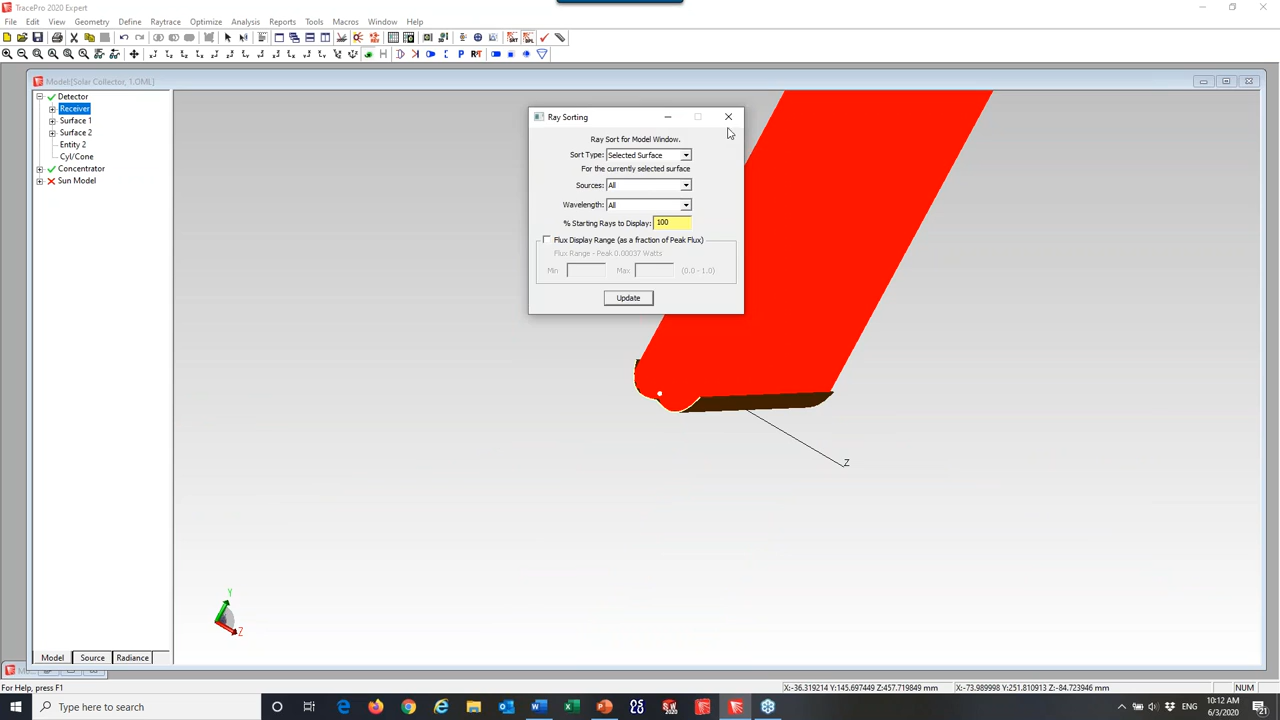 TracePro 2020 Expert
File Edit View Geometry Define Raytrace Optimize Analysis Reports Tools Macros Window Help
Model:[Solar Collector_1.OML]
Detector
Receiver
Surface 1
Surface 2
Entity 2
Cyl/Cone
Concentrator
Sun Model
Ray Sorting
Ray Sort for Model Window.
Sort Type: Selected Surface
For the currently selected surface
Sources: All
Wavelength: All
% Starting Rays to Display: 100
Flux Display Range (as a fraction of Peak Flux)
Flux Range - Peak 0.00037 Watts
Min Max (0.0 - 1.0)
Update
Z
Y
Z
Model Source Radiance
For Help, press F1
X:-36.319214 Y:145.697449 Z:457.719849 mm X:-73.989998 Y:251.810913 Z:-84.723946 mm NUM
Type here to search
10:12 AM
6/3/2020